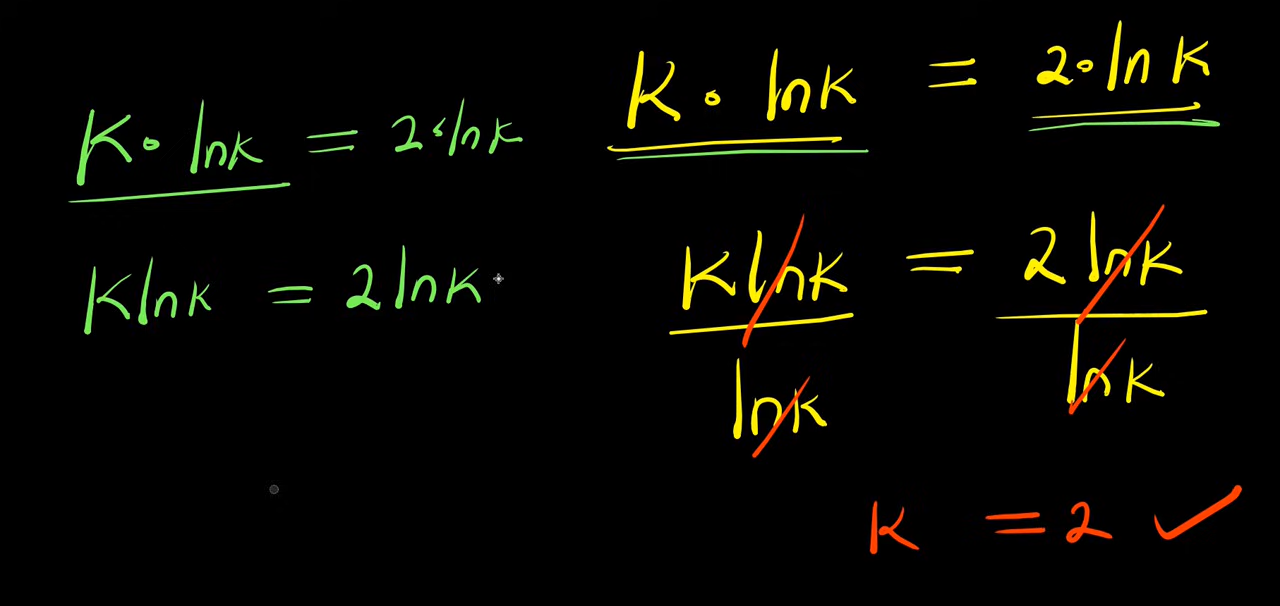 K • lnK = 2 • lnK
KlnK = 2lnK
K • lnK = 2 • lnK
KlnK = 2lnK
lnK lnK
K = 2 ✓